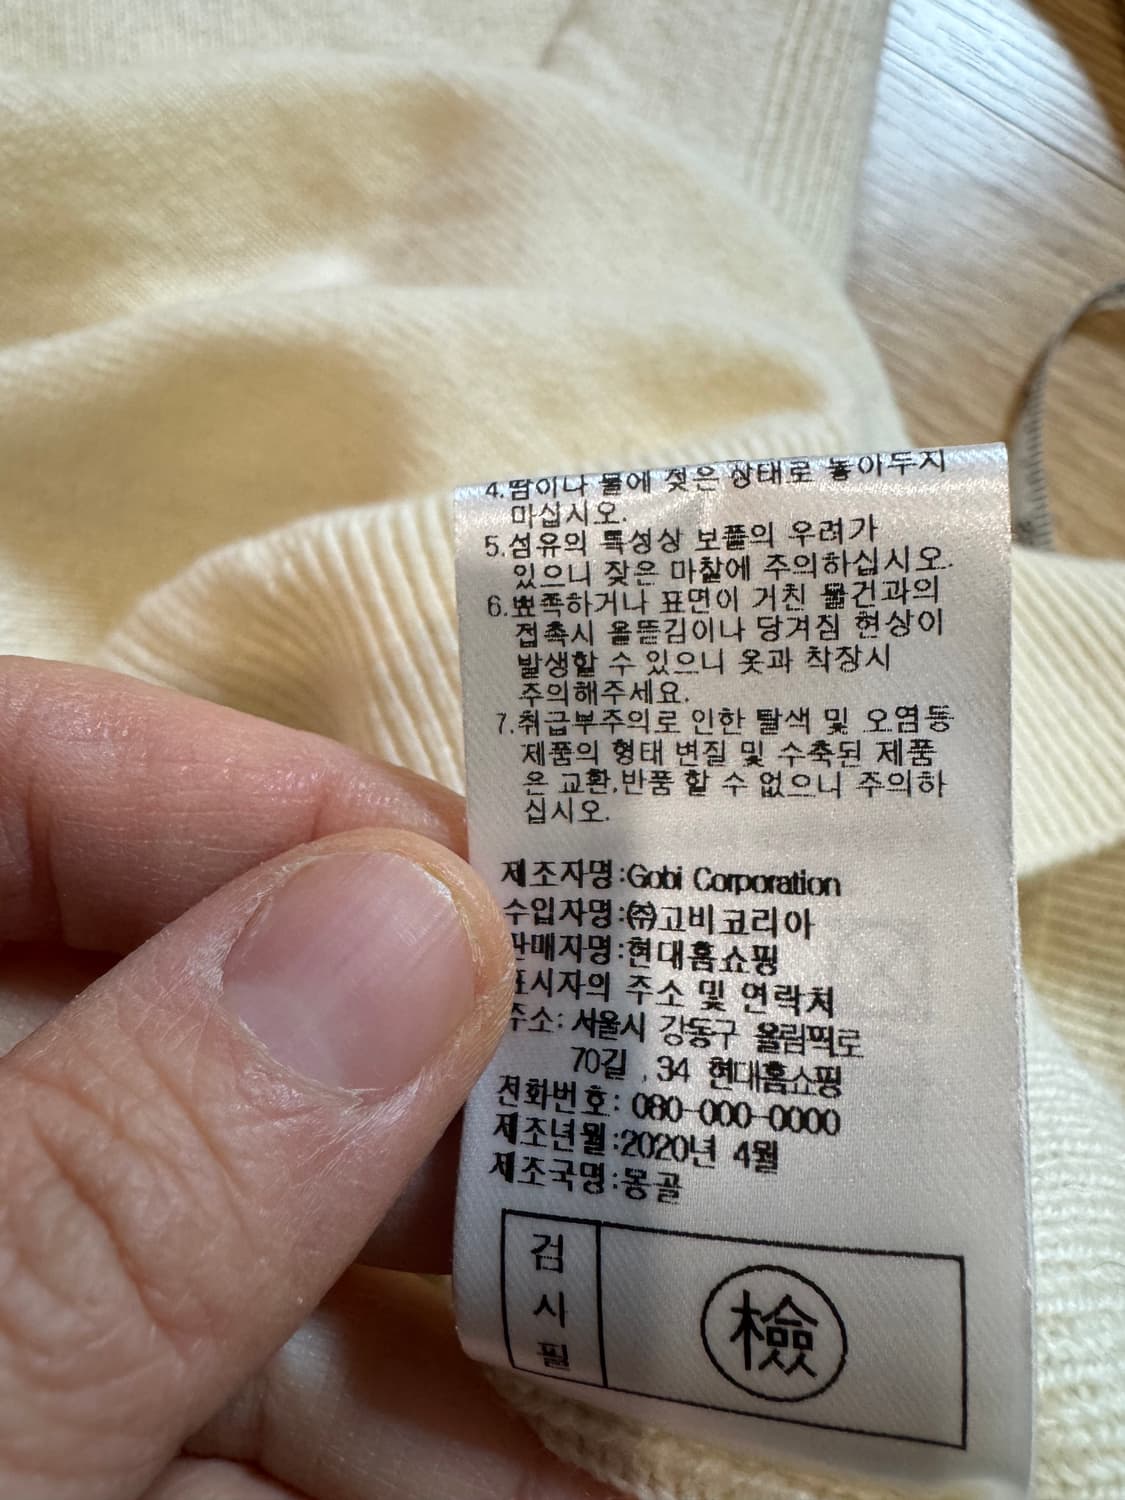 4.땀이나 물에 젖은 상태로 놓아두지
마십시오.
5.섬유의 특성상 보풀의 우려가
있으니 잦은 마찰에 주의하십시오.
6.뾰족하거나 표면이 거친 물건과의
접촉시 올뜯김이나 당겨짐 현상이
발생할 수 있으니 옷과 착장시
주의해주세요.
7.취급부주의로 인한 탈색 및 오염등
제품의 형태 변질 및 수축된 제품
은 교환,반품 할 수 없으니 주의하
십시오.
제조자명:Gobi Corporation
수입자명:㈜고비코리아
판매자명:현대홈쇼핑
표시자의 주소 및 연락처
주소: 서울시 강동구 올림픽로
70길 ,34 현대홈쇼핑
전화번호: 080-000-0000
제조년월:2020년 4월
제조국명:몽골
검시필
檢